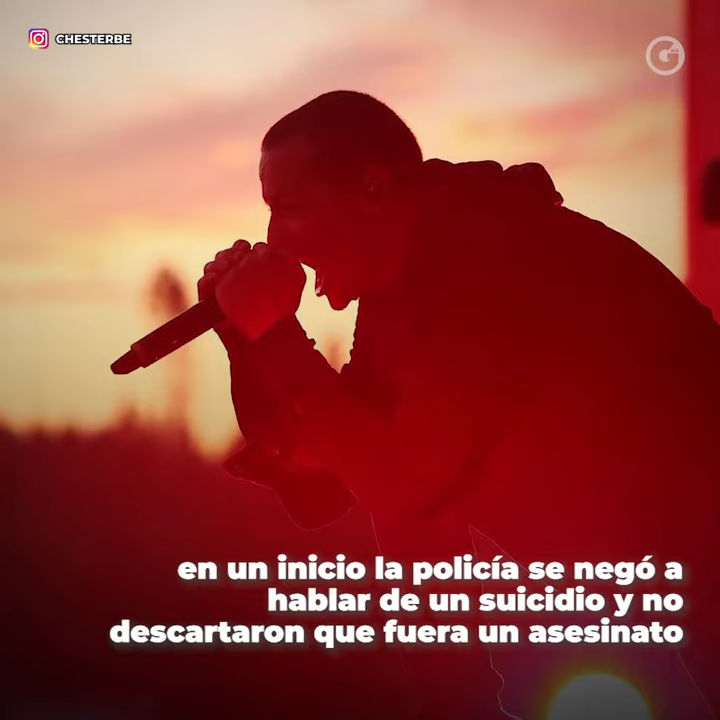 CHESTERBE
G
en un inicio la policía se negó a
hablar de un suicidio y no
descartaron que fuera un asesinato